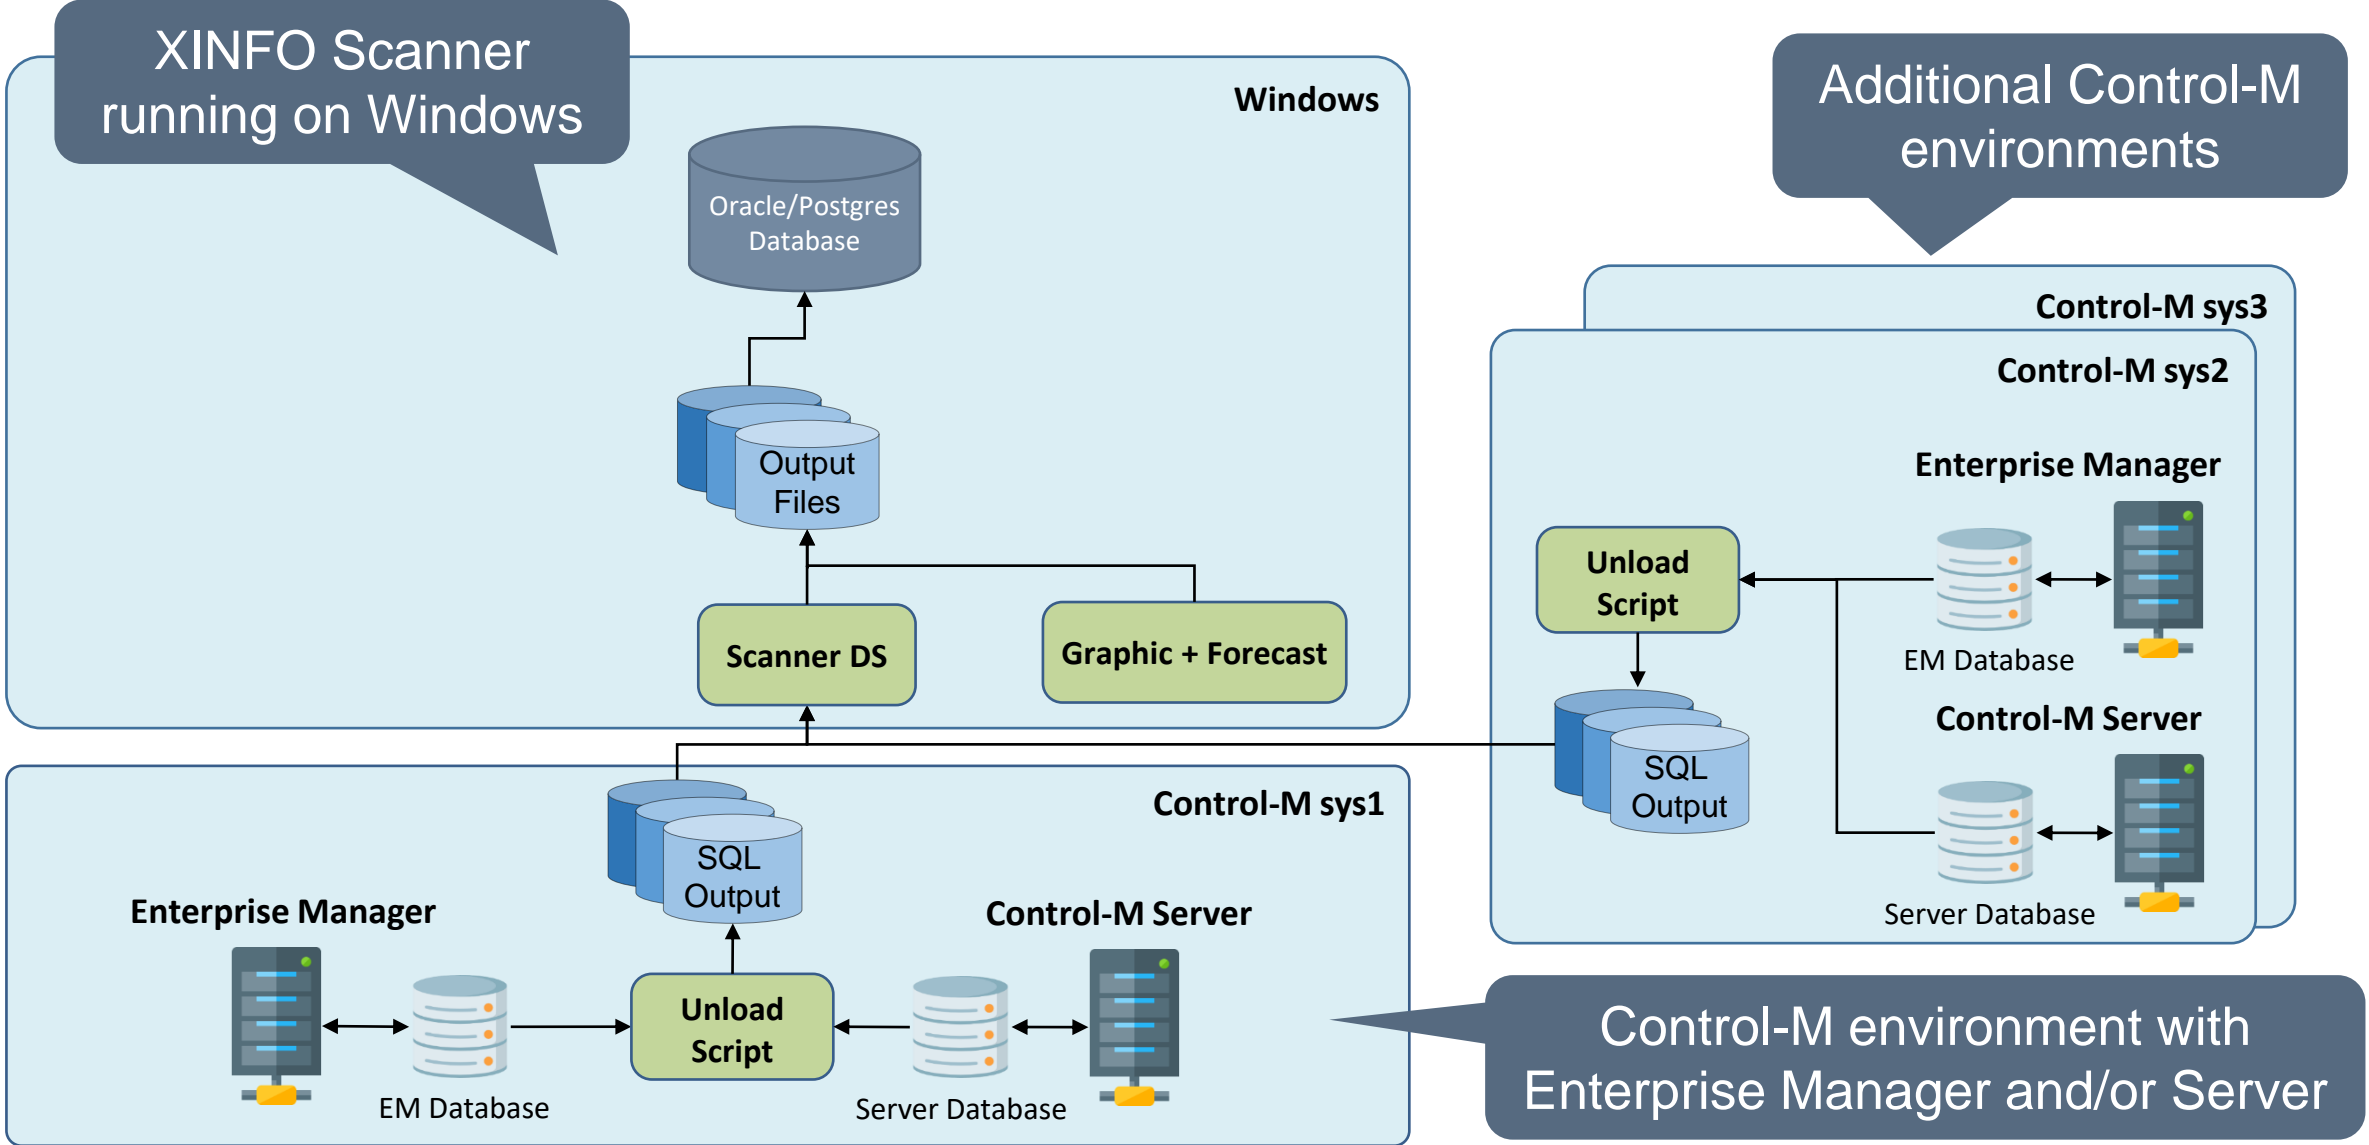 XINFO Scanner
running on Windows
Windows
Oracle/Postgres
Database
Output
Files
Scanner DS
Graphic + Forecast
Additional Control-M
environments
Control-M sys3
Control-M sys2
Enterprise Manager
Unload
Script
EM Database
Control-M Server
SQL
Output
Server Database
Control-M sys1
SQL
Output
Enterprise Manager
Control-M Server
Unload
Script
EM Database
Server Database
Control-M environment with
Enterprise Manager and/or Server